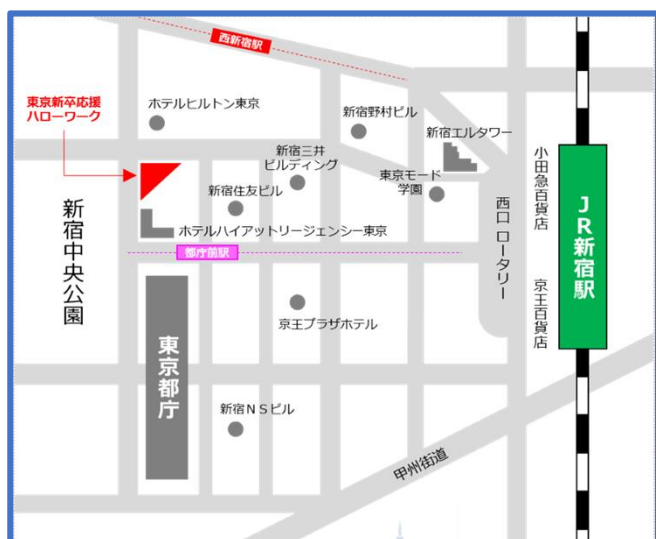 西新宿駅
東京新卒応援
ハローワーク
ホテルヒルトン東京
新宿野村ビル
新宿エルタワー
新宿三井
ビルディング
東京モード
学園
新宿住友ビル
小田急百貨店
JR新宿駅
新宿中央公園
ホテルハイアットリージェンシー東京
西口 ロータリー
都庁前駅
京王百貨店
京王プラザホテル
東京都庁
新宿NSビル
甲州街道